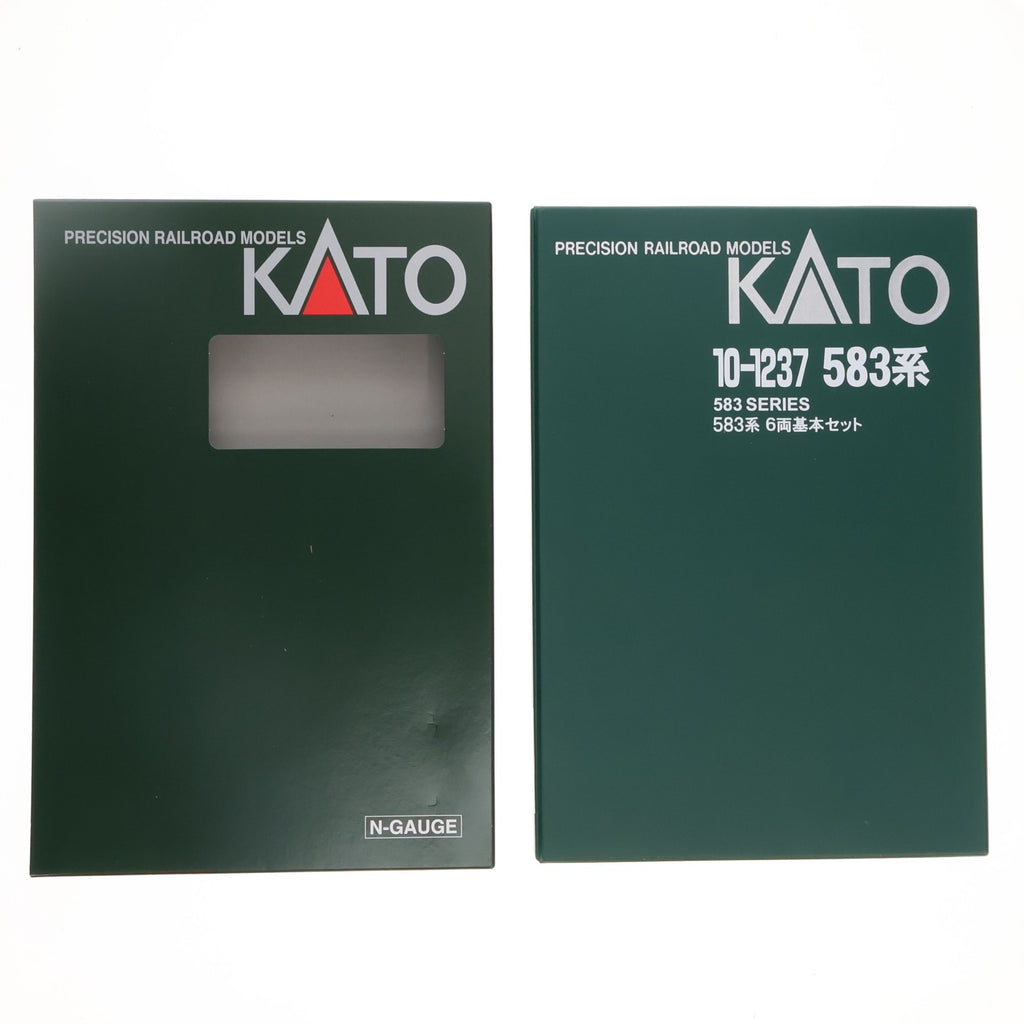 PRECISION RAILROAD MODELS
KATO
N-GAUGE
PRECISION RAILROAD MODELS
KATO
10-1237 583系
583 SERIES
583系 6両基本セット